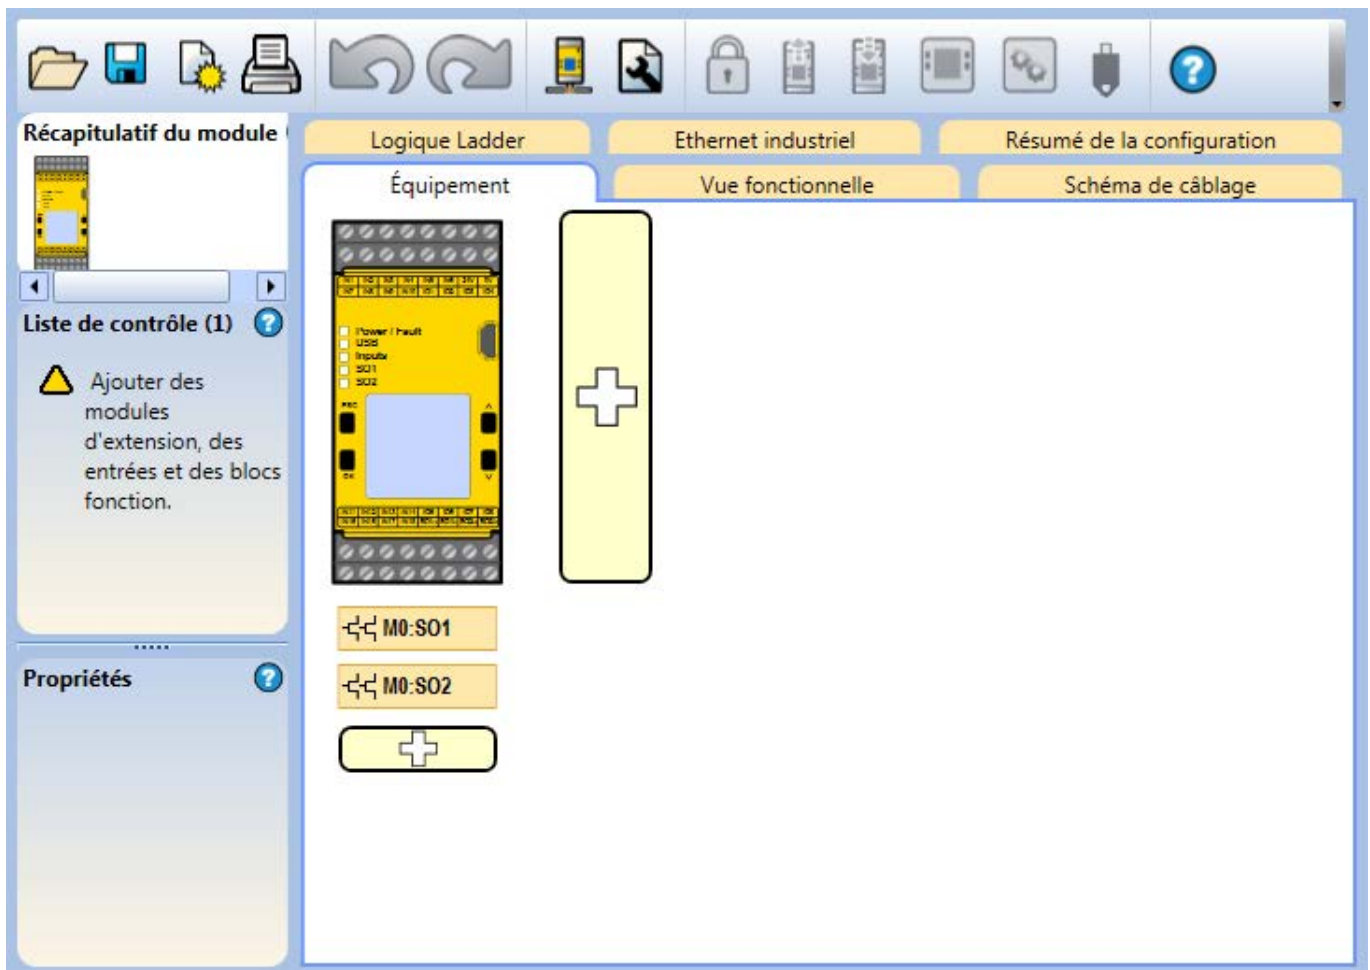 Récapitulatif du module
Logique Ladder
Ethernet industriel
Résumé de la configuration
Équipement
Vue fonctionnelle
Schéma de câblage
Liste de contrôle (1)
Ajouter des
modules
d'extension, des
entrées et des blocs
fonction.
Power / Fault
USB
Inputs
SO1
SO2
ESC
OK
M0:SO1
M0:SO2
Propriétés